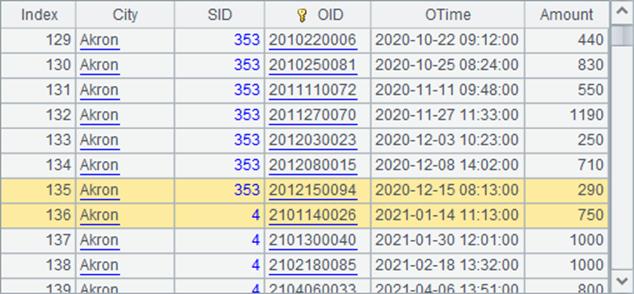 Index City SID OID OTime Amount
129 Akron 353 2010220006 2020-10-22 09:12:00 440
130 Akron 353 2010250081 2020-10-25 08:24:00 830
131 Akron 353 2011110072 2020-11-11 09:48:00 550
132 Akron 353 2011270070 2020-11-27 11:33:00 1190
133 Akron 353 2012030023 2020-12-03 10:23:00 250
134 Akron 353 2012080015 2020-12-08 14:02:00 710
135 Akron 353 2012150094 2020-12-15 08:13:00 290
136 Akron 4 2101140026 2021-01-14 11:13:00 750
137 Akron 4 2101300040 2021-01-30 12:01:00 1000
138 Akron 4 2102180085 2021-02-18 13:32:00 1000
139 Akron 4 2104060033 2021-04-06 13:51:00 800